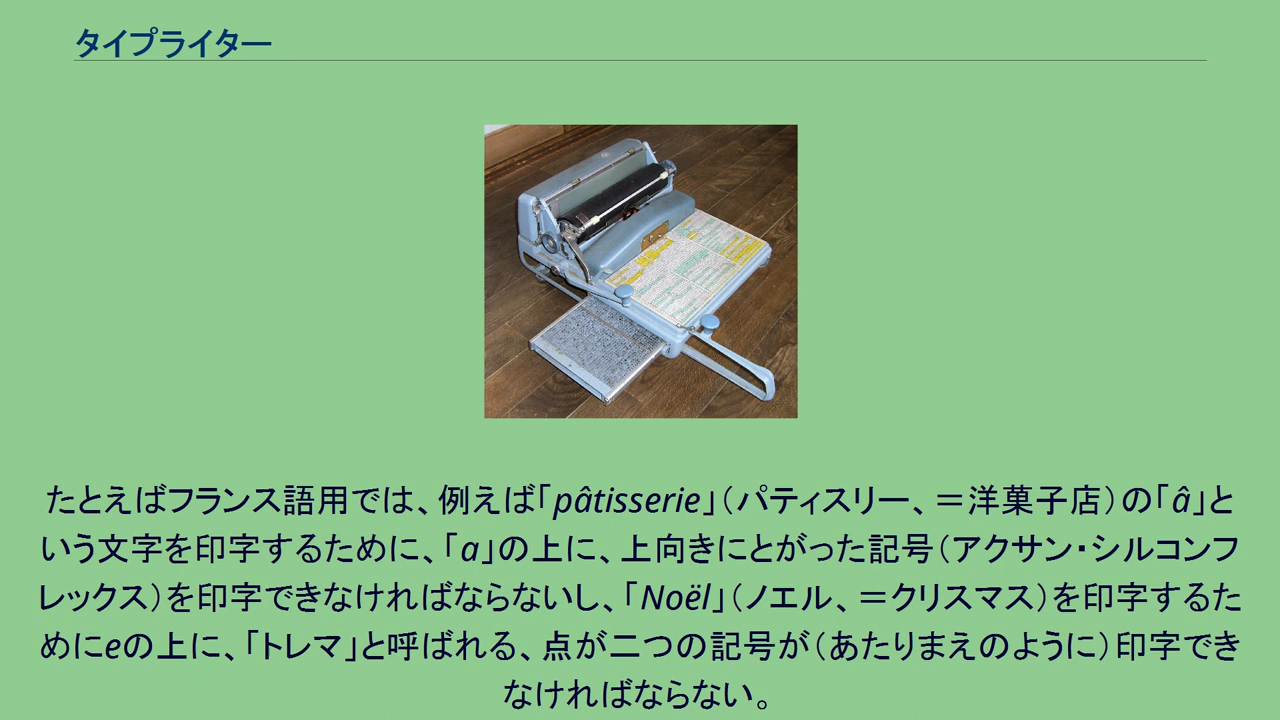 タイプライター
たとえばフランス語用では、例えば「pâtisserie」（パティスリー、＝洋菓子店）の「â」と
いう文字を印字するために、「a」の上に、上向きにとがった記号（アクサン・シルコンフ
レックス）を印字できなければならないし、「Noël」（ノエル、＝クリスマス）を印字するた
めにeの上に、「トレマ」と呼ばれる、点が二つの記号が（あたりまえのように）印字でき
なければならない。